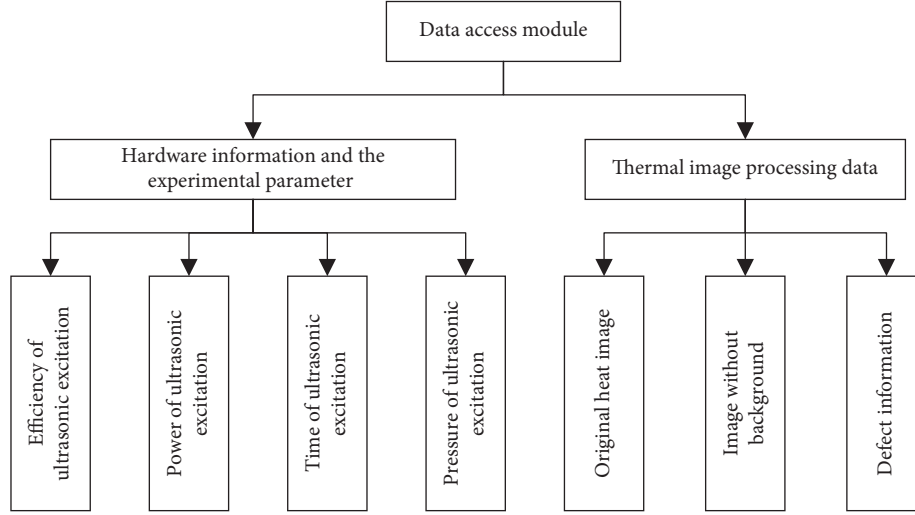 Data access module
Hardware information and the
experimental parameter
Thermal image processing data
Efficiency of
ultrasonic excitation
Power of ultrasonic
excitation
Time of ultrasonic
excitation
Pressure of ultrasonic
excitation
Original heat image
Image without
background
Defect information